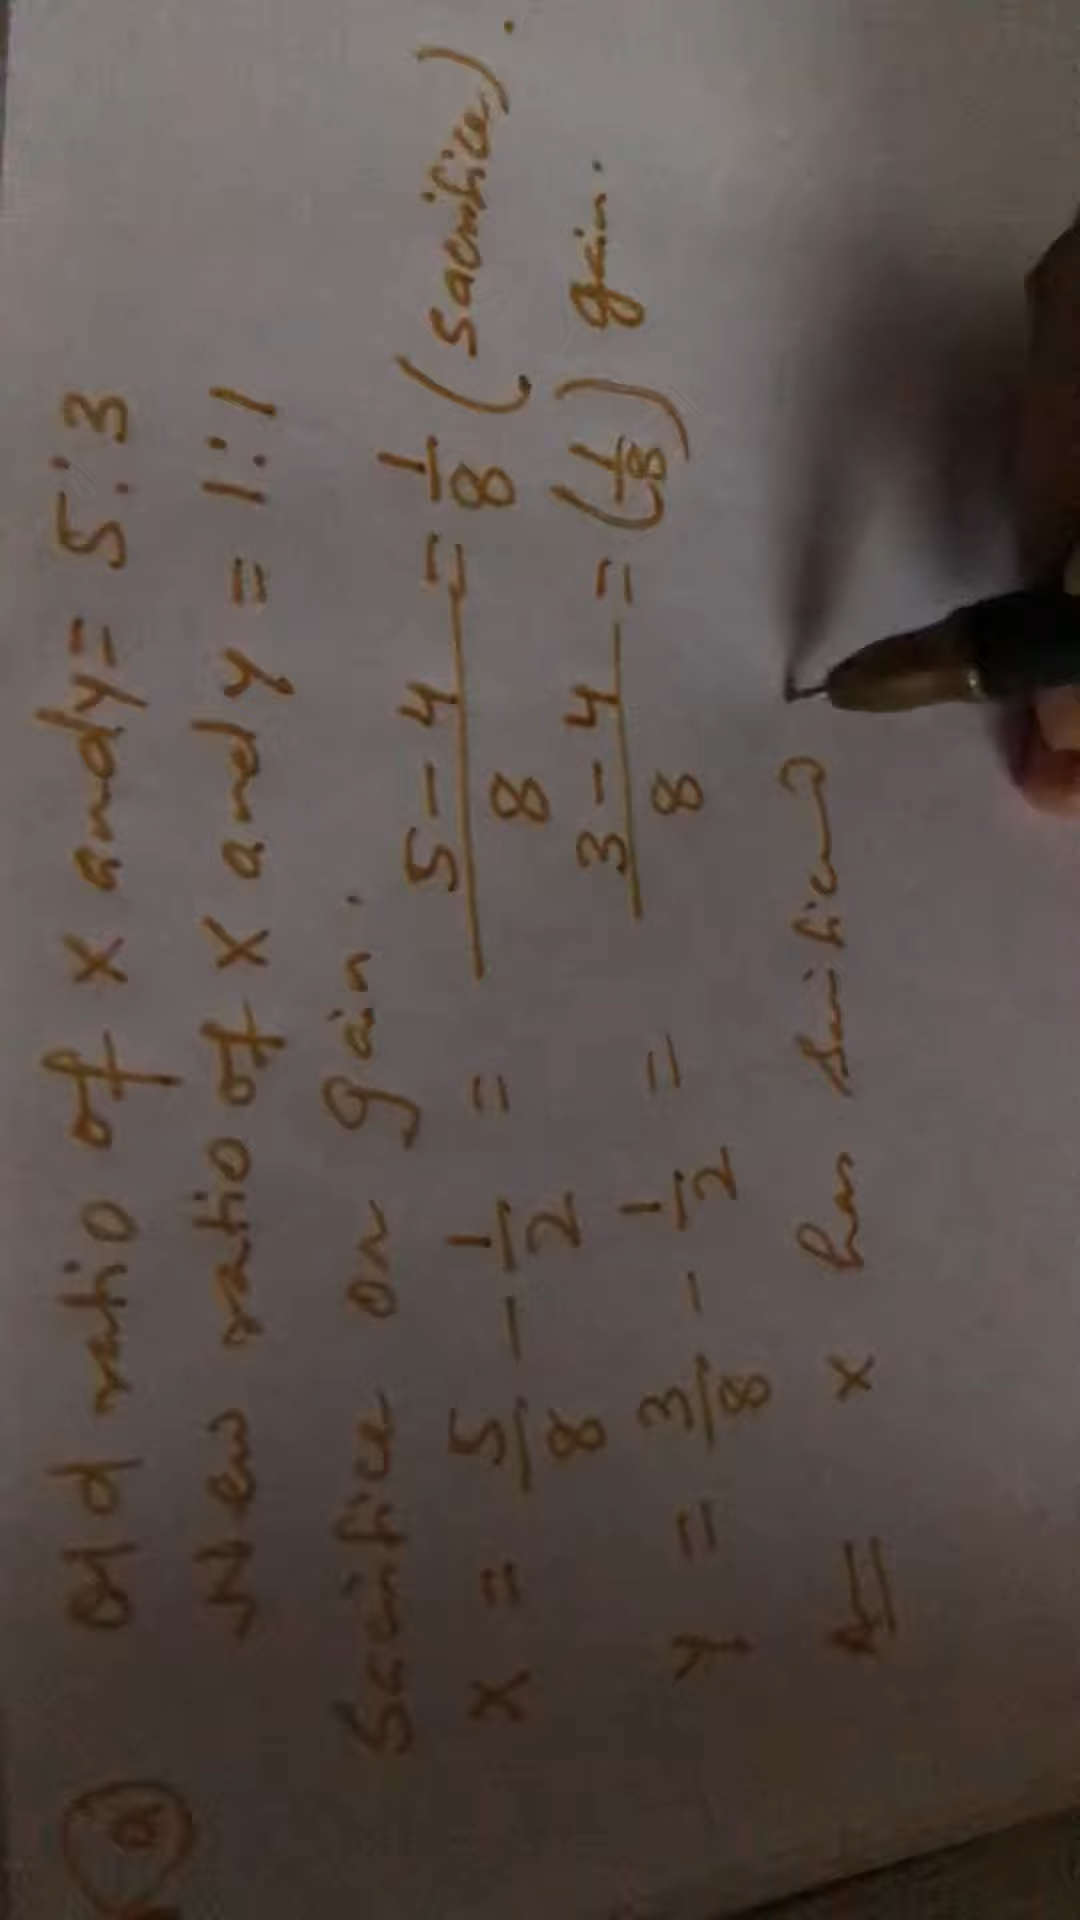 Old ratio of X and y = 5:3
New ratio of X and y = 1:1
Sacrifice or gain.
X = 5/8 - 1/2 = 5-4/8 = 1/8 (sacrifice).
Y = 3/8 - 1/2 = 3-4/8 = (1/8) gain.
X has sacrificed